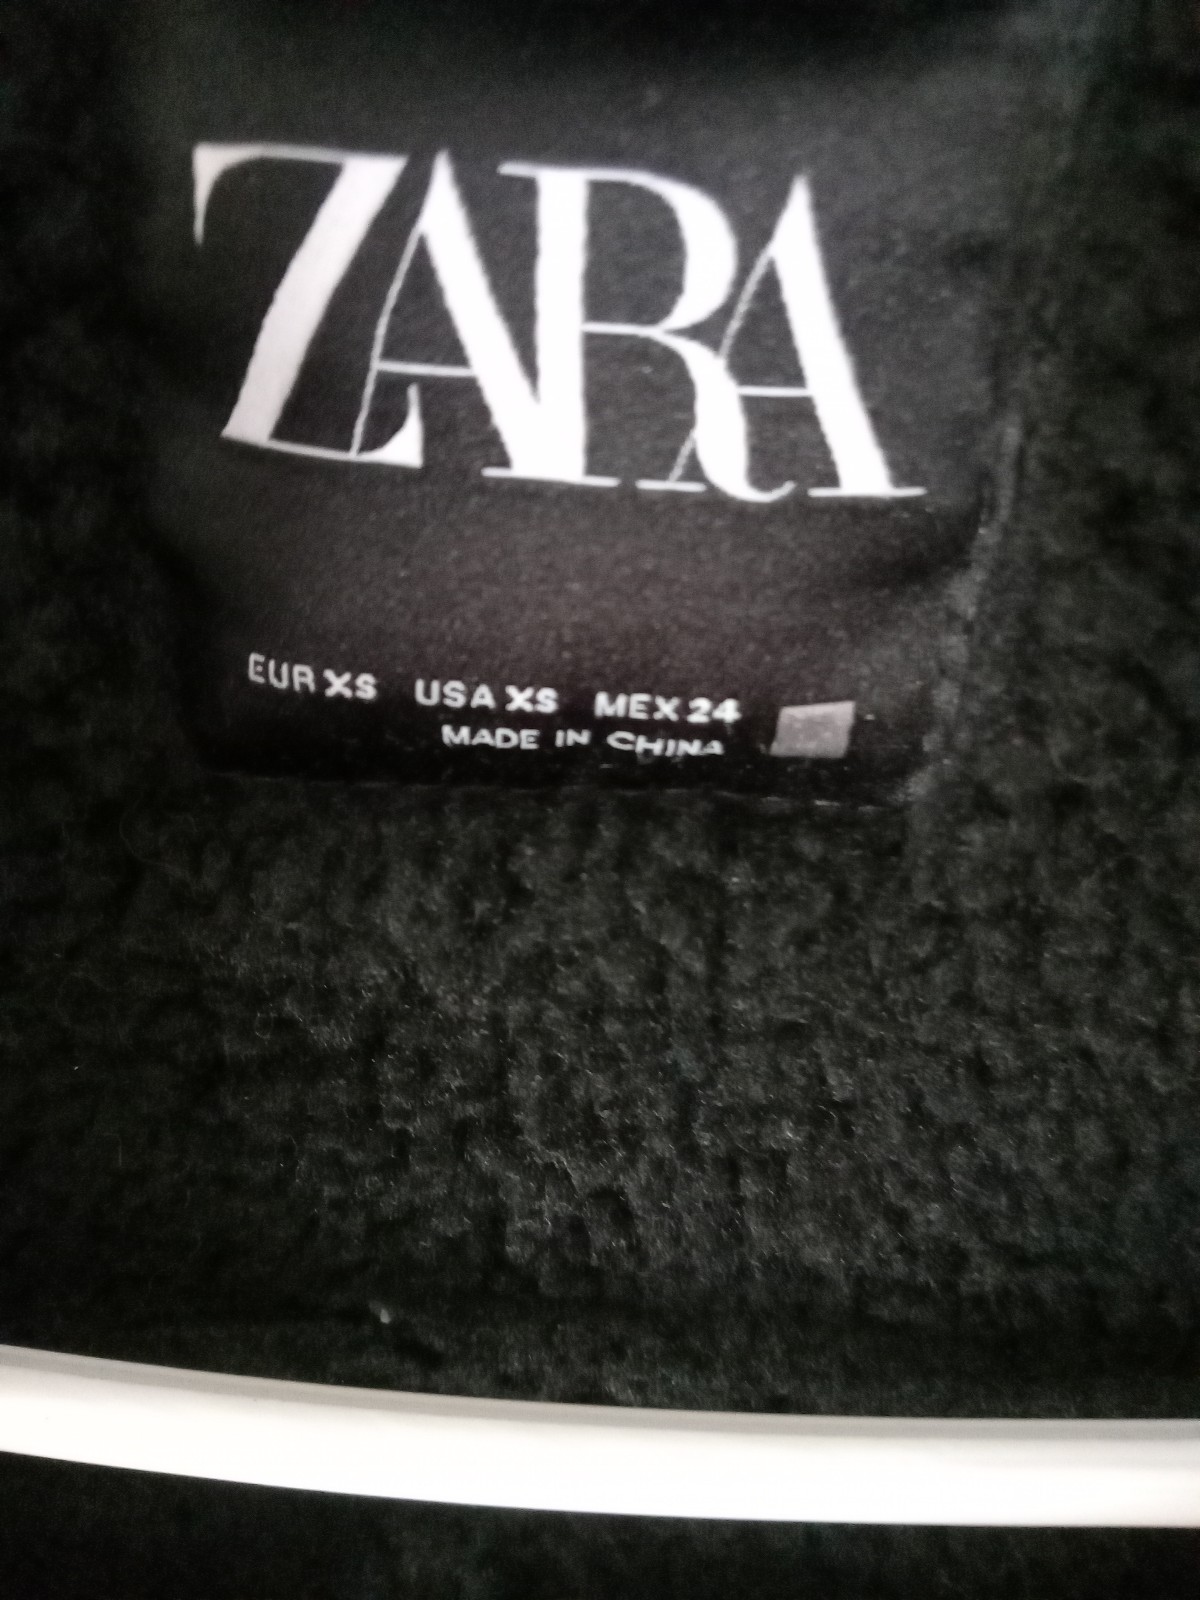 ZARA
EUR XS USA XS MEX 24
MADE IN CHINA